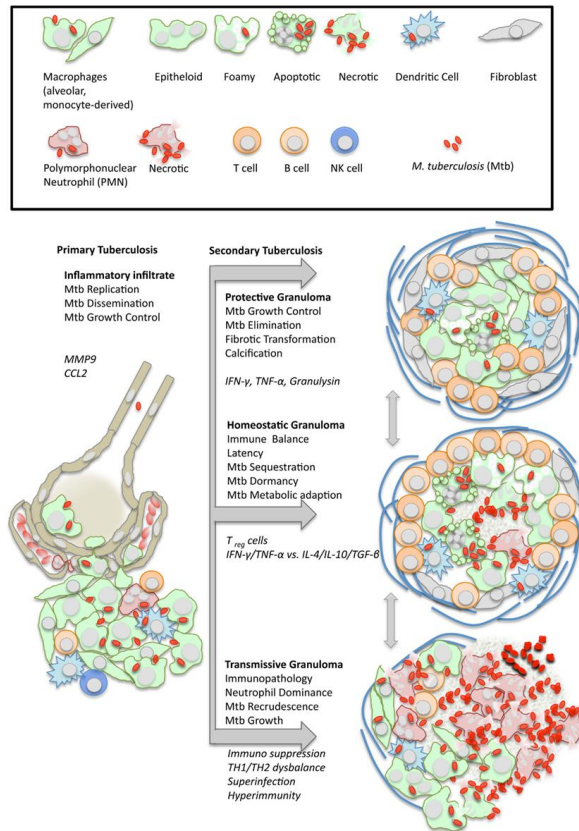 Macrophages
(alveolar,
monocyte-derived)
Epitheloid
Foamy
Apoptotic
Necrotic
Dendritic Cell
Fibroblast
Polymorphonuclear
Neutrophil (PMN)
Necrotic
T cell
B cell
NK cell
M. tuberculosis (Mtb)
Primary Tuberculosis
Inflammatory infiltrate
Mtb Replication
Mtb Dissemination
Mtb Growth Control
MMP9
CCL2
Secondary Tuberculosis
Protective Granuloma
Mtb Growth Control
Mtb Elimination
Fibrotic Transformation
Calcification
IFN-γ, TNF-α, Granulysin
Homeostatic Granuloma
Immune Balance
Latency
Mtb Sequestration
Mtb Dormancy
Mtb Metabolic adaption
T reg cells
IFN-γ/TNF-α vs. IL-4/IL-10/TGF-β
Transmissive Granuloma
Immunopathology
Neutrophil Dominance
Mtb Recrudescence
Mtb Growth
Immuno suppression
TH1/TH2 dysbalance
Superinfection
Hyperimmunity